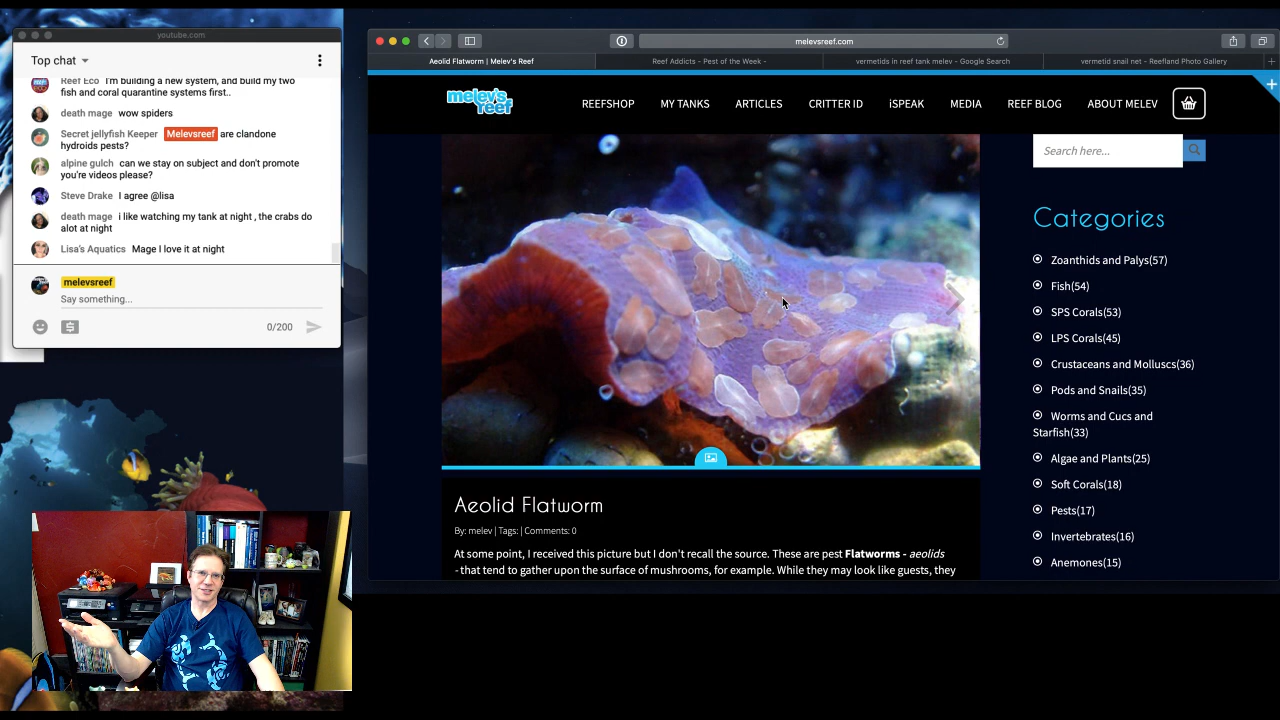 youtube.com
Top chat
Reef Eco I'm building a new system, and build my two
fish and coral quarantine systems first..
death mage wow spiders
Secret jellyfish Keeper Melevsreef are clandone
hydroids pests?
alpine gulch can we stay on subject and don't promote
you're videos please?
Steve Drake I agree @lisa
death mage i like watching my tank at night , the crabs do
alot at night
Lisa's Aquatics Mage I love it at night
melevsreef
Say something...
0/200
melevsreef.com
Aeolid Flatworm | Melev's Reef
Reef Addicts - Pest of the Week -
vermetids in reef tank melev - Google Search
vermetid snail net - Reefland Photo Gallery
melev's
reef
REEFSHOP
MY TANKS
ARTICLES
CRITTER ID
iSPEAK
MEDIA
REEF BLOG
ABOUT MELEV
Search here...
Categories
Zoanthids and Palys(57)
Fish(54)
SPS Corals(53)
LPS Corals(45)
Crustaceans and Molluscs(36)
Pods and Snails(35)
Worms and Cucs and
Starfish(33)
Algae and Plants(25)
Soft Corals(18)
Pests(17)
Invertebrates(16)
Anemones(15)
Aeolid Flatworm
By: melev | Tags: | Comments: 0
At some point, I received this picture but I don't recall the source. These are pest Flatworms - aeolids
- that tend to gather upon the surface of mushrooms, for example. While they may look like guests, they